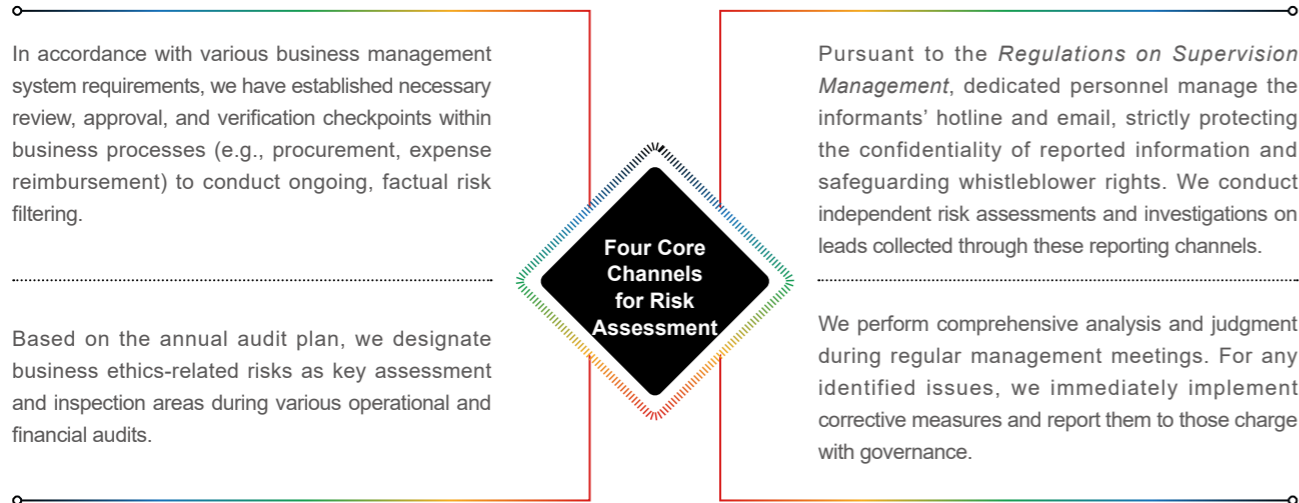 In accordance with various business management
system requirements, we have established necessary
review, approval, and verification checkpoints within
business processes (e.g., procurement, expense
reimbursement) to conduct ongoing, factual risk
filtering.
Based on the annual audit plan, we designate
business ethics-related risks as key assessment
and inspection areas during various operational and
financial audits.
Four Core
Channels
for Risk
Assessment
Pursuant to the Regulations on Supervision
Management, dedicated personnel manage the
informants’ hotline and email, strictly protecting
the confidentiality of reported information and
safeguarding whistleblower rights. We conduct
independent risk assessments and investigations on
leads collected through these reporting channels.
We perform comprehensive analysis and judgment
during regular management meetings. For any
identified issues, we immediately implement
corrective measures and report them to those charge
with governance.